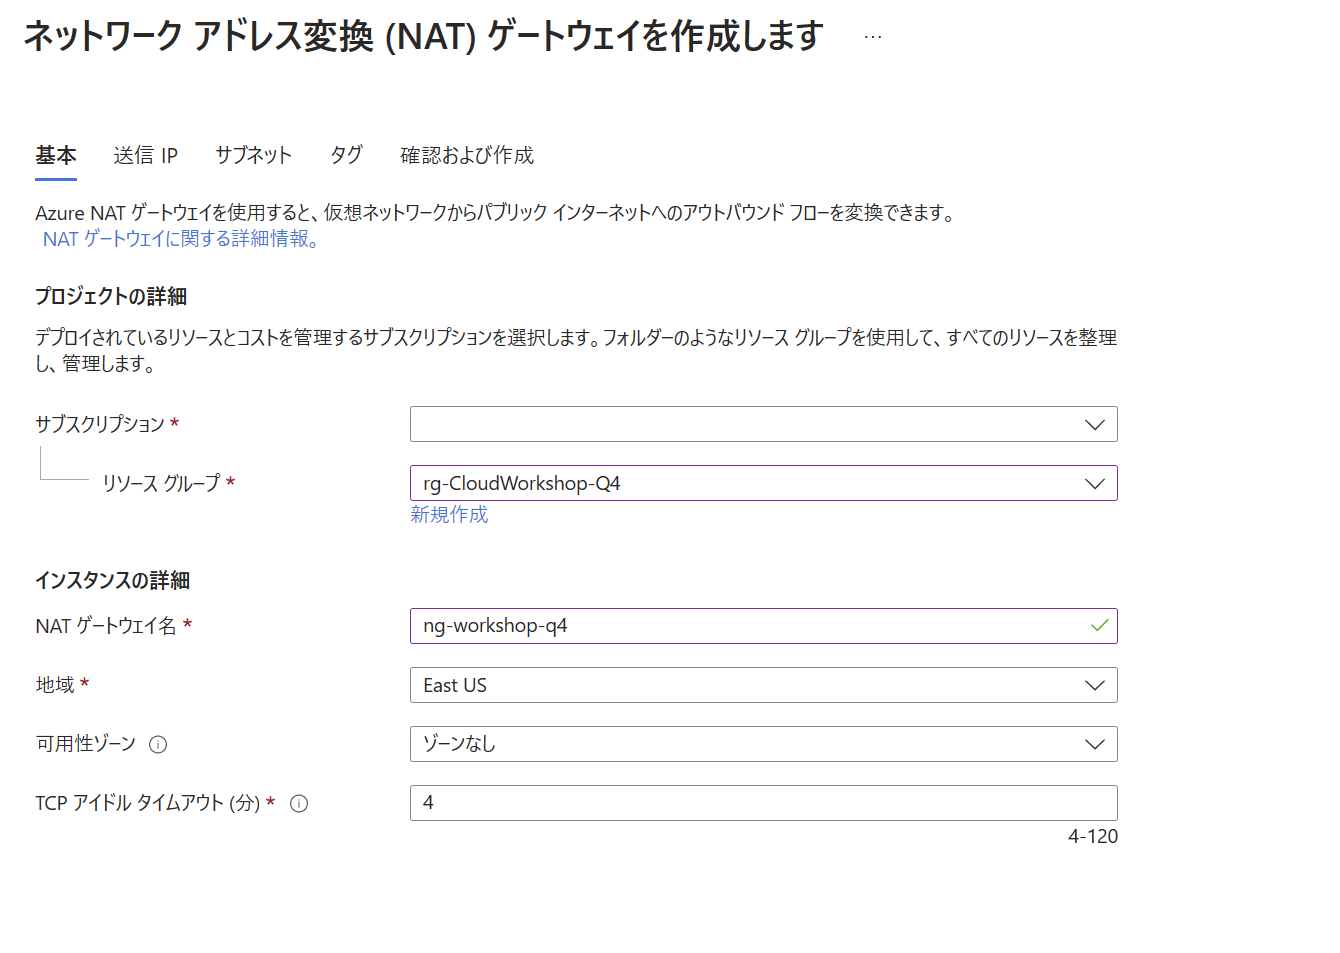 ネットワーク アドレス変換 (NAT) ゲートウェイを作成します …
基本 送信 IP サブネット タグ 確認および作成
Azure NAT ゲートウェイを使用すると、仮想ネットワークからパブリック インターネットへのアウトバウンド フローを変換できます。
NAT ゲートウェイに関する詳細情報。
プロジェクトの詳細
デプロイされているリソースとコストを管理するサブスクリプションを選択します。フォルダーのようなリソース グループを使用して、すべてのリソースを整理
し、管理します。
サブスクリプション *
リソース グループ * rg-CloudWorkshop-Q4
新規作成
インスタンスの詳細
NAT ゲートウェイ名 * ng-workshop-q4
地域 * East US
可用性ゾーン ゾーンなし
TCP アイドル タイムアウト (分) * 4
4-120